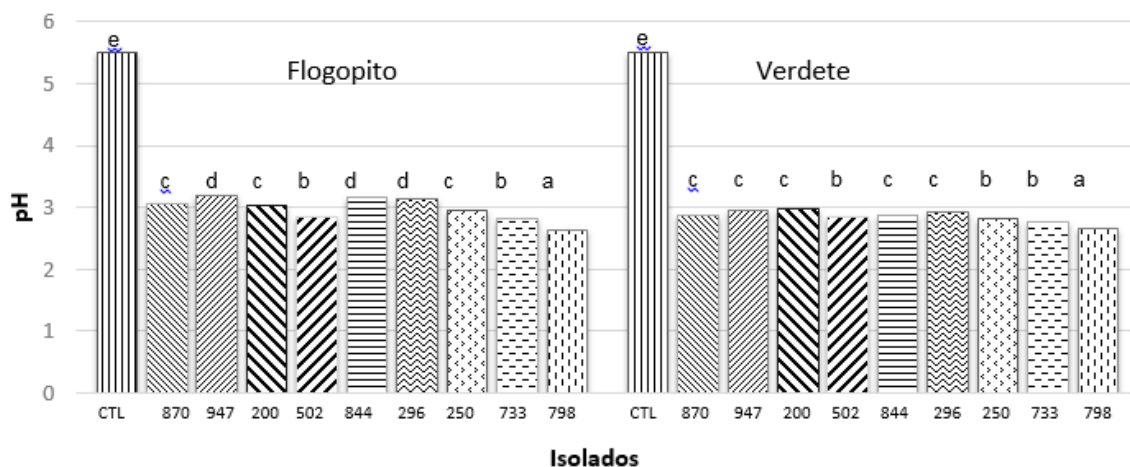 6
5
4
3
2
1
0
pH
Flogopito
Verdete
e
c d c b d d c b a
e
c c c b c c b b a
CTL 870 947 200 502 844 296 250 733 798
CTL 870 947 200 502 844 296 250 733 798
Isolados